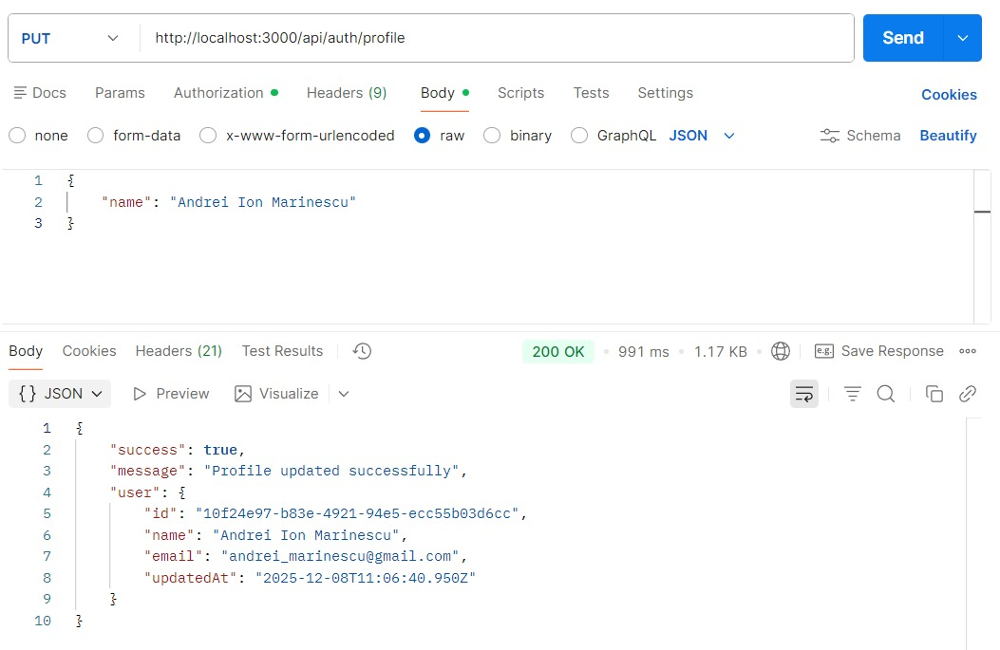 PUT http://localhost:3000/api/auth/profile Send
Docs Params Authorization Headers (9) Body Scripts Tests Settings Cookies
none form-data x-www-form-urlencoded raw binary GraphQL JSON Schema Beautify
1 {
2 "name": "Andrei Ion Marinescu"
3 }
Body Cookies Headers (21) Test Results 200 OK 991 ms 1.17 KB e.g. Save Response
{} JSON Preview Visualize
1 {
2 "success": true,
3 "message": "Profile updated successfully",
4 "user": {
5 "id": "10f24e97-b83e-4921-94e5-ecc55b03d6cc",
6 "name": "Andrei Ion Marinescu",
7 "email": "andrei_marinescu@gmail.com",
8 "updatedAt": "2025-12-08T11:06:40.950Z"
9 }
10 }